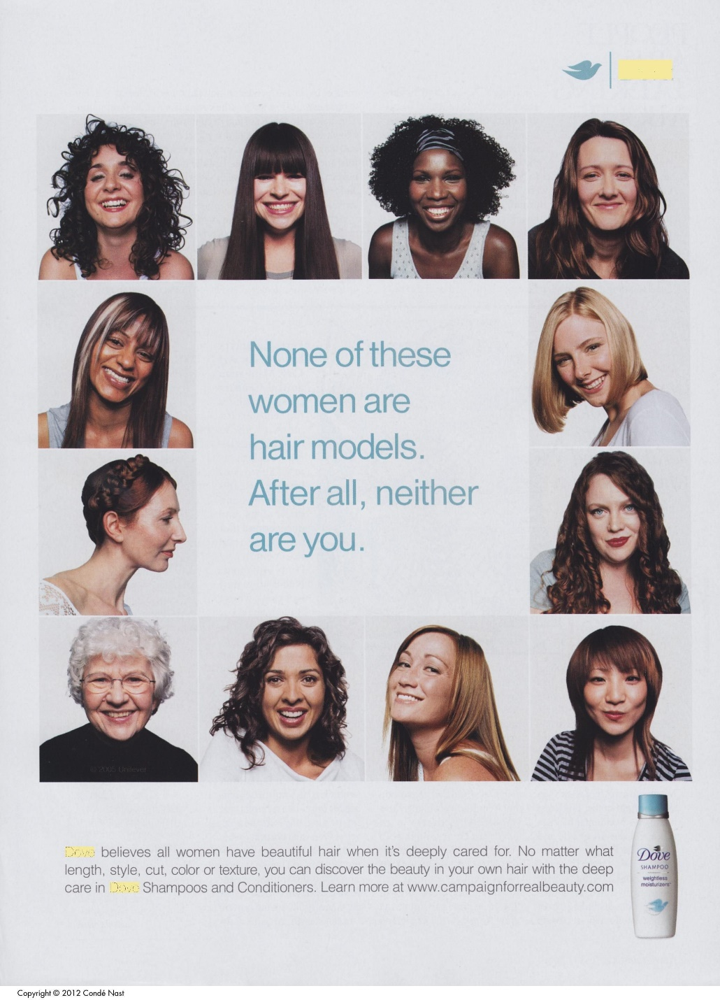 None of these
women are
hair models.
After all, neither
are you.
© 2005 Unilever
Dove believes all women have beautiful hair when it's deeply cared for. No matter what
length, style, cut, color or texture, you can discover the beauty in your own hair with the deep
care in Dove Shampoos and Conditioners. Learn more at www.campaignforrealbeauty.com
Dove
SHAMPOO
weightless
moisturizers™
Copyright © 2012 Condé Nast